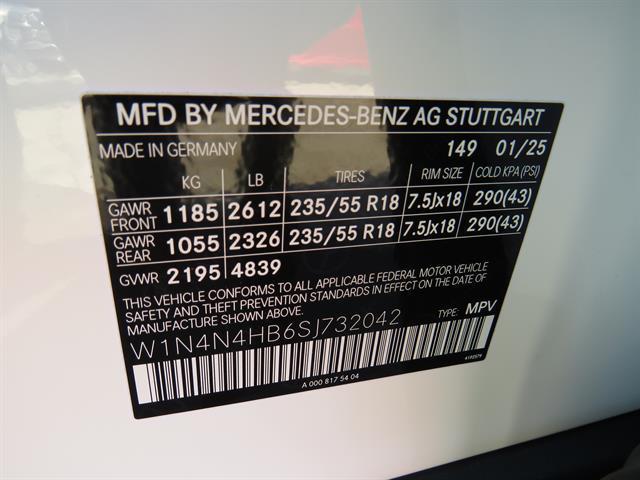 MFD BY MERCEDES-BENZ AG STUTTGART
MADE IN GERMANY 149 01/25
KG LB TIRES RIM SIZE COLD KPA (PSI)
GAWR FRONT 1185 2612 235/55 R18 7.5Jx18 290(43)
GAWR REAR 1055 2326 235/55 R18 7.5Jx18 290(43)
GVWR 2195 4839
THIS VEHICLE CONFORMS TO ALL APPLICABLE FEDERAL MOTOR VEHICLE
SAFETY AND THEFT PREVENTION STANDARDS IN EFFECT
ON THE DATE OF MANUFACTURE SHOWN ABOVE.
W1N4N4HB6SJ732042 TYPE: MPV
A 000 817 54 04